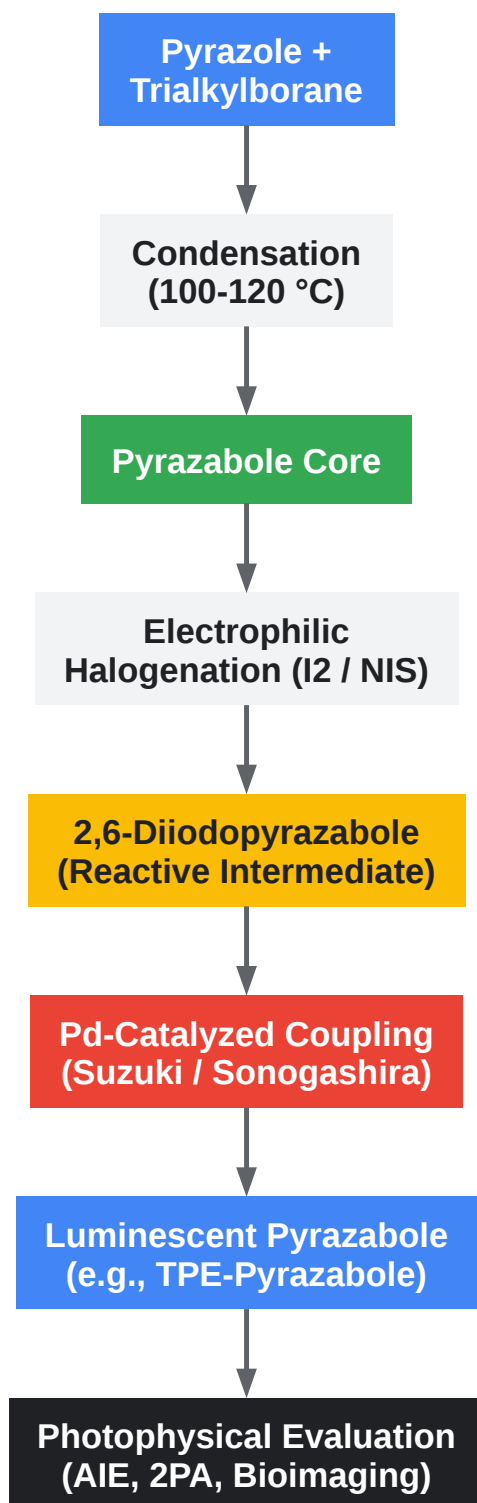 Pyrazole +
Trialkylborane
Condensation
(100-120 °C)
Pyrazabole Core
Electrophilic
Halogenation (I2 / NIS)
2,6-Diiodopyrazabole
(Reactive Intermediate)
Pd-Catalyzed Coupling
(Suzuki / Sonogashira)
Luminescent Pyrazabole
(e.g., TPE-Pyrazabole)
Photophysical Evaluation
(AIE, 2PA, Bioimaging)